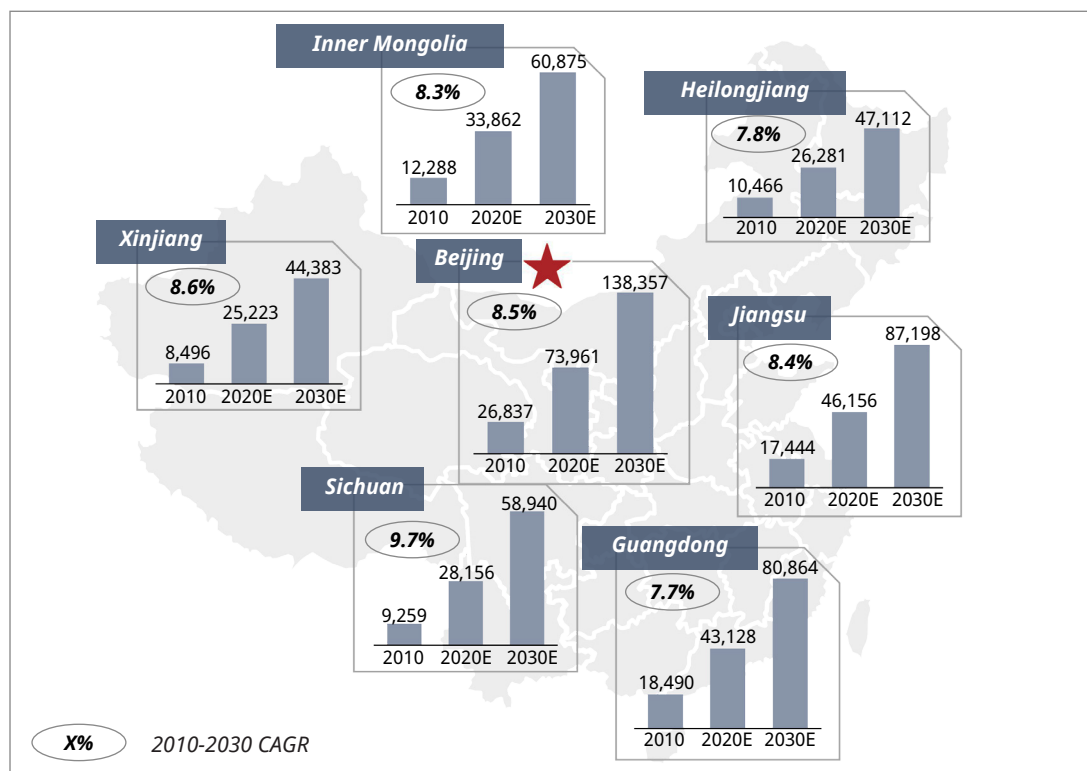 Inner Mongolia
8.3%
12,288
33,862
60,875
2010 2020E 2030E
Heilongjiang
7.8%
10,466
26,281
47,112
2010 2020E 2030E
Xinjiang
8.6%
8,496
25,223
44,383
2010 2020E 2030E
Beijing
8.5%
26,837
73,961
138,357
2010 2020E 2030E
Jiangsu
8.4%
17,444
46,156
87,198
2010 2020E 2030E
Sichuan
9.7%
9,259
28,156
58,940
2010 2020E 2030E
Guangdong
7.7%
18,490
43,128
80,864
2010 2020E 2030E
X% 2010-2030 CAGR